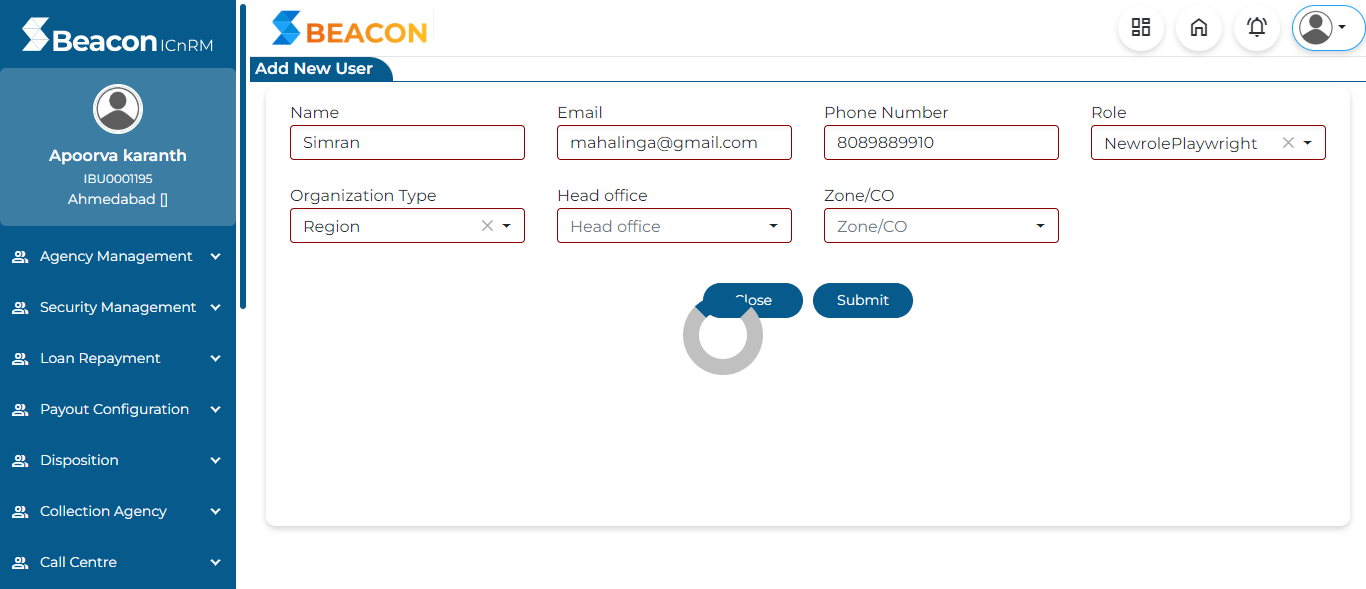 Beacon ICnRM
Apoorva karanth
IBU0001195
Ahmedabad []
Agency Management
Security Management
Loan Repayment
Payout Configuration
Disposition
Collection Agency
Call Centre
BEACON
Add New User
Name Email Phone Number Role
Simran mahalinga@gmail.com 8089889910 NewrolePlaywright
Organization Type Head office Zone/CO
Region Head office Zone/CO
Close Submit